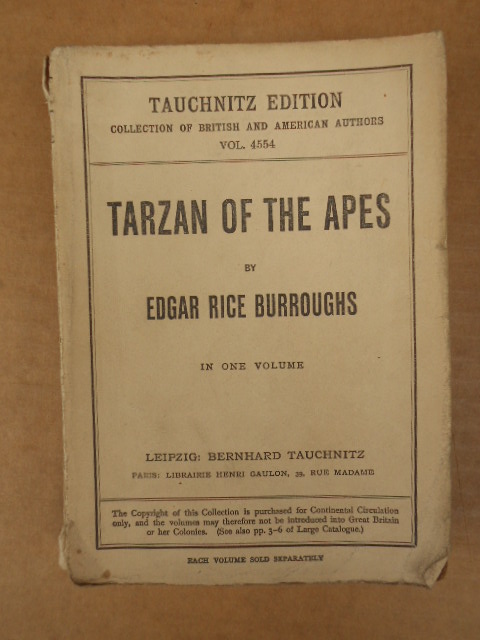 TAUCHNITZ EDITION
COLLECTION OF BRITISH AND AMERICAN AUTHORS
VOL. 4554
TARZAN OF THE APES
BY
EDGAR RICE BURROUGHS
IN ONE VOLUME
LEIPZIG: BERNHARD TAUCHNITZ
PARIS: LIBRAIRIE HENRI GAULON, 39, RUE MADAME
The Copyright of this Collection is purchased for Continental Circulation
only, and the volumes may therefore not be introduced into Great Britain
or her Colonies. (See also pp. 3–6 of Large Catalogue.)
EACH VOLUME SOLD SEPARATELY